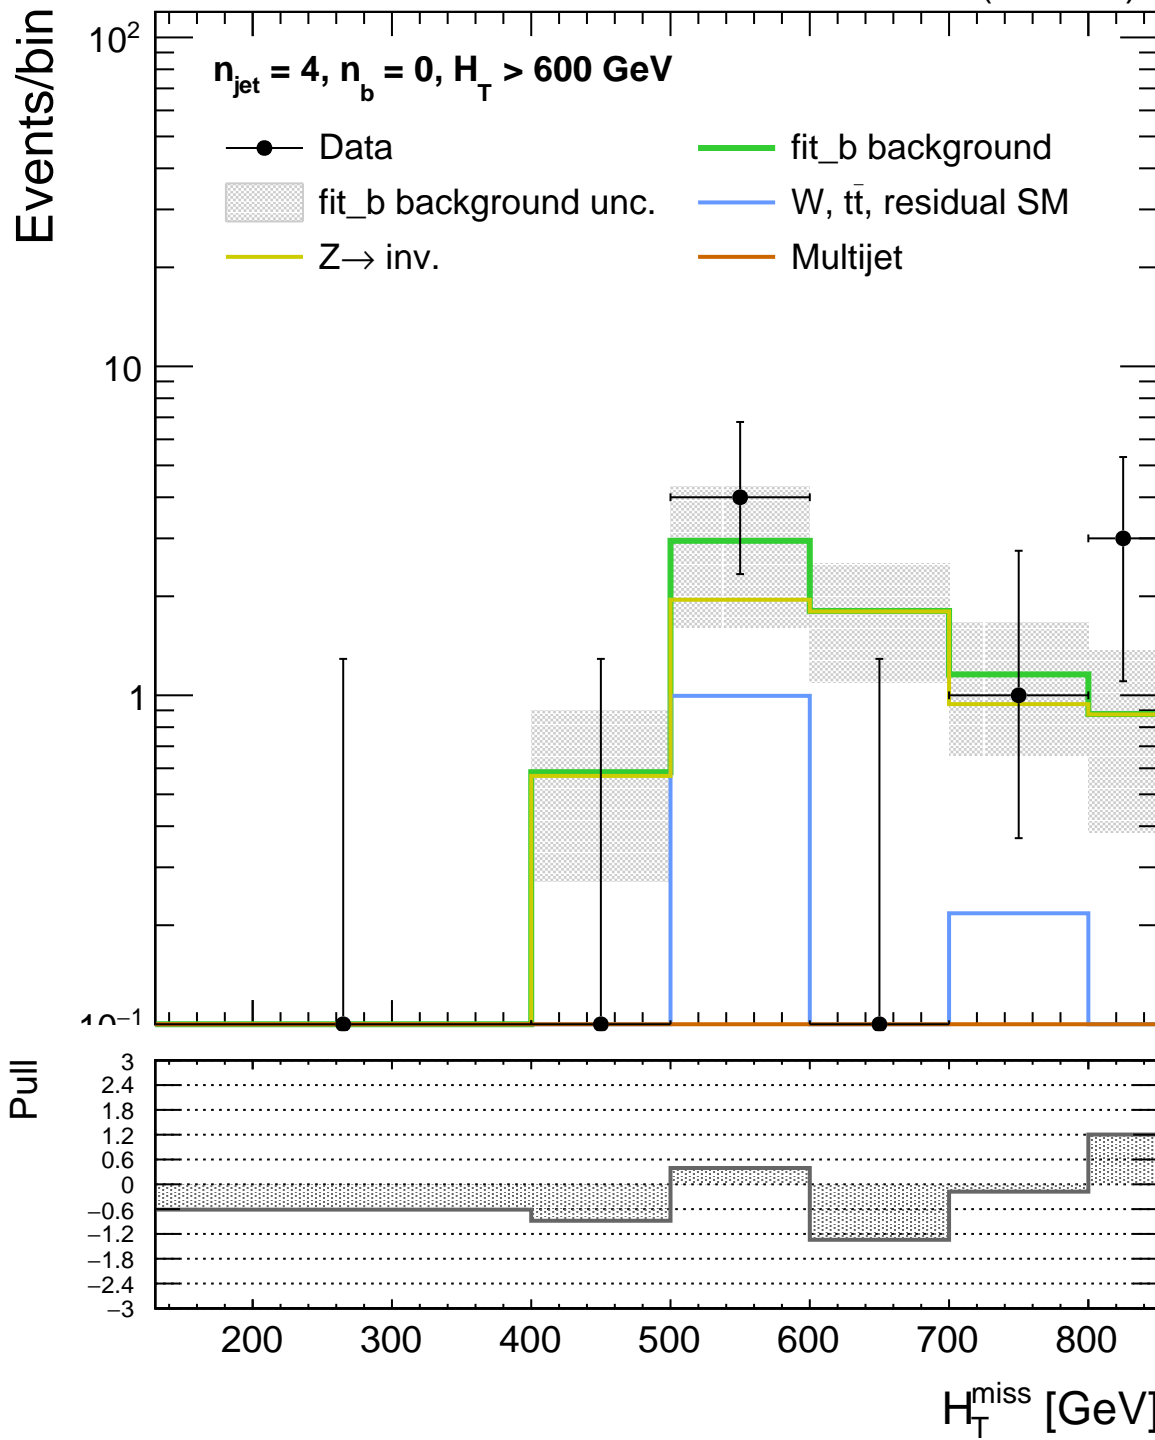 Events/bin
10²
n_jet = 4, n_b = 0, H_T > 600 GeV
Data
fit_b background
fit_b background unc.
W, tt̄, residual SM
Z→ inv.
Multijet
10
1
10⁻¹
Pull
3
2.4
1.8
1.2
0.6
0
−0.6
−1.2
−1.8
−2.4
−3
200 300 400 500 600 700 800
H_T^miss [GeV]